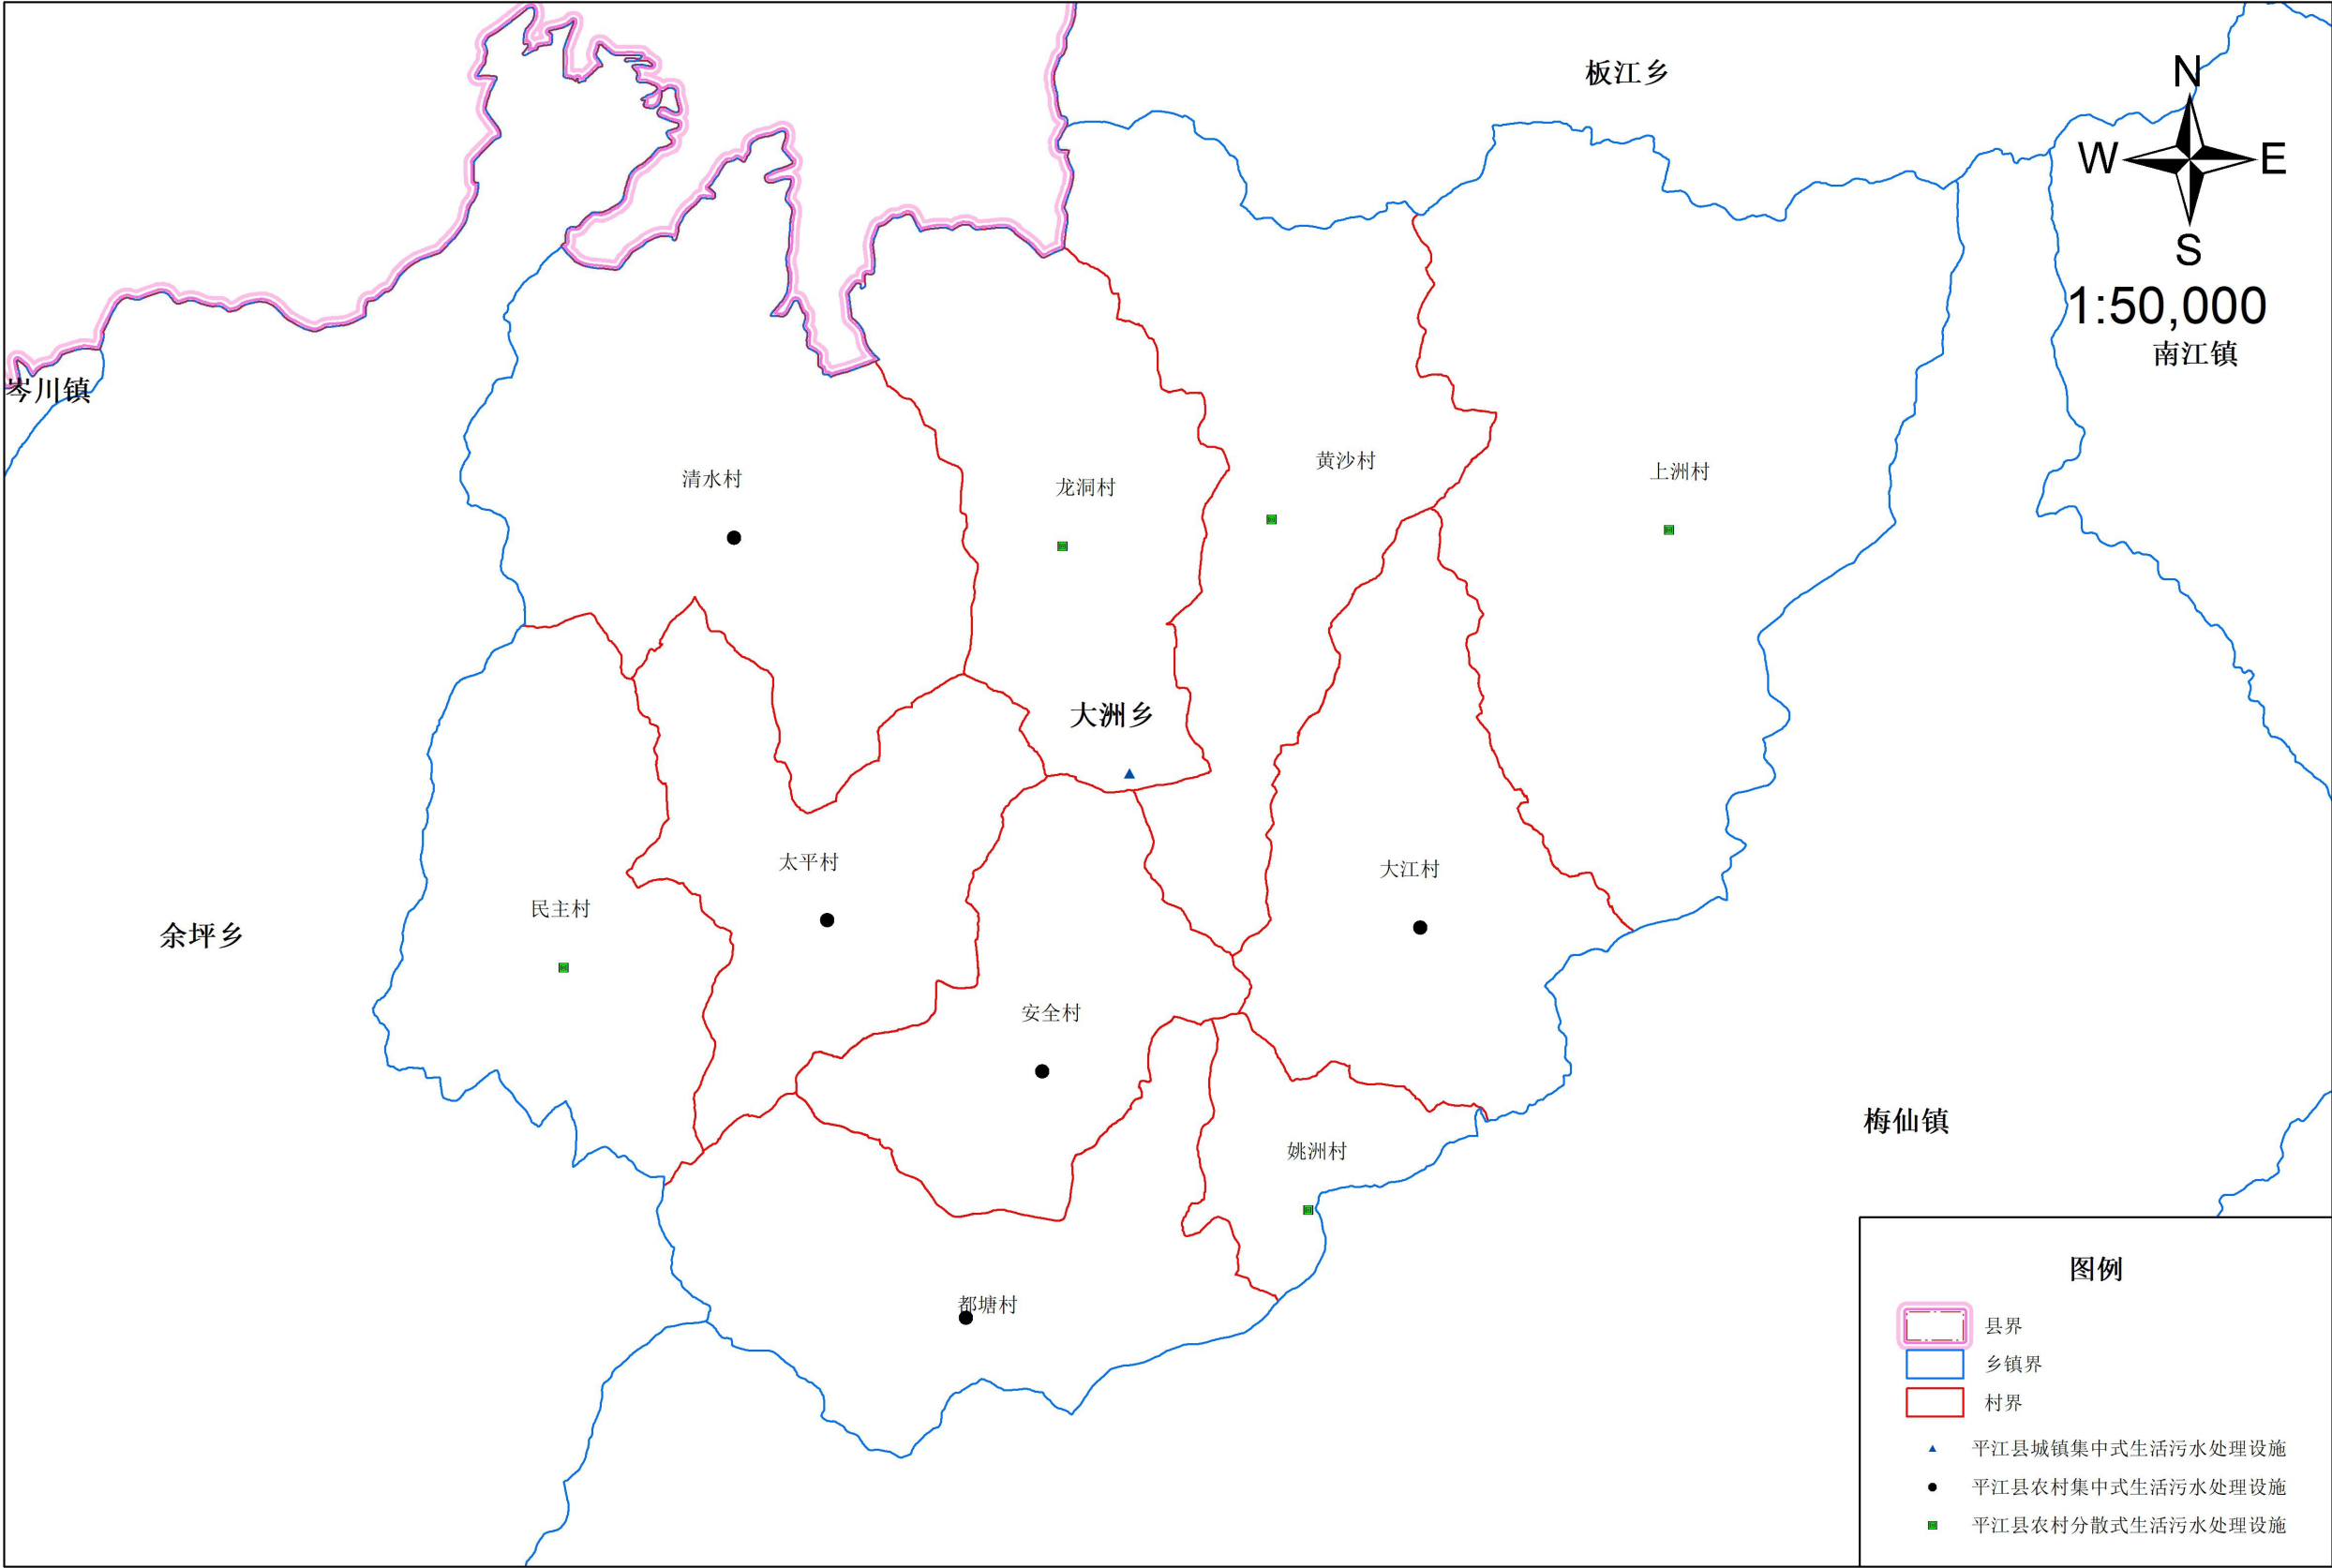 板江乡
N
W
E
S
1:50,000
南江镇
岑川镇
黄沙村
上洲村
清水村
龙洞村
大洲乡
太平村
大江村
民主村
余坪乡
安全村
梅仙镇
姚洲村
都塘村
图例
县界
乡镇界
村界
平江县城镇集中式生活污水处理设施
平江县农村集中式生活污水处理设施
平江县农村分散式生活污水处理设施